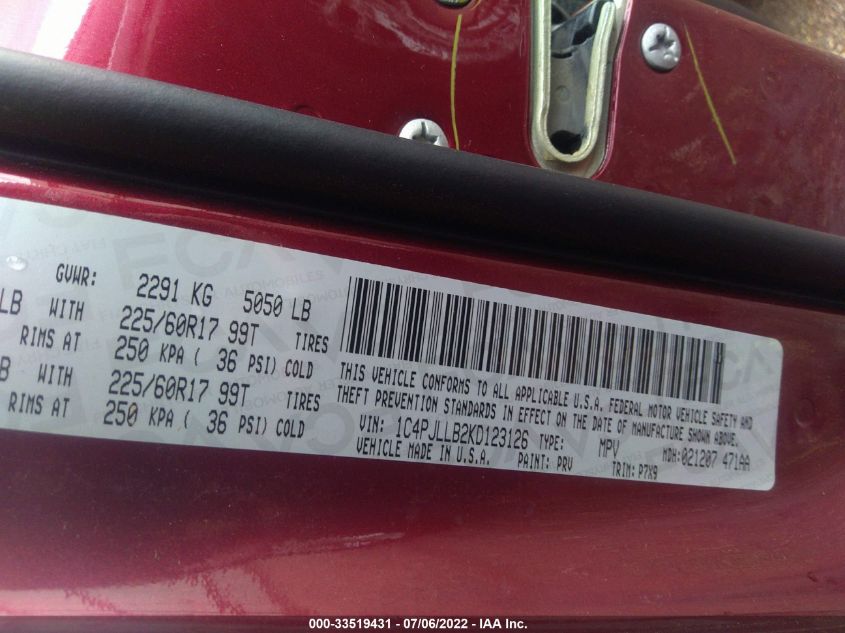 GVWR: 2291 KG 5050 LB
LB WITH 225/60R17 99T TIRES
RIMS AT 250 KPA ( 36 PSI) COLD
B WITH 225/60R17 99T TIRES
RIMS AT 250 KPA ( 36 PSI) COLD
THIS VEHICLE CONFORMS TO ALL APPLICABLE U.S.A. FEDERAL MOTOR VEHICLE SAFETY AND
THEFT PREVENTION STANDARDS IN EFFECT ON THE DATE OF MANUFACTURE SHOWN ABOVE.
VIN: 1C4PJLLB2KD123126 TYPE: MPV MDH:021207 471AA
VEHICLE MADE IN U.S.A. PAINT: PRV TRIM: P7X9
000-33519431 - 07/06/2022 - IAA Inc.